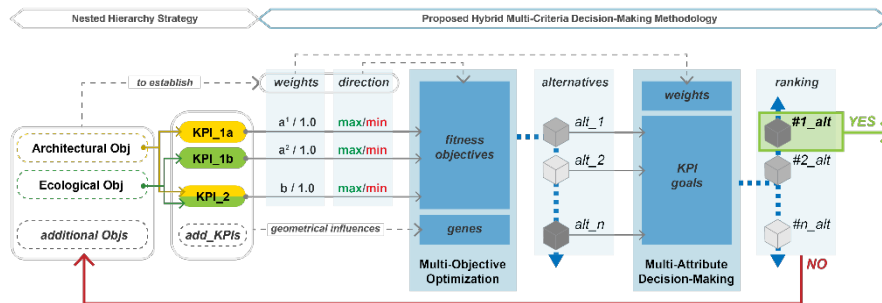 Nested Hierarchy Strategy
Proposed Hybrid Multi-Criteria Decision-Making Methodology
to establish
weights
direction
alternatives
ranking
Architectural Obj
Ecological Obj
additional Objs
KPI_1a
KPI_1b
KPI_2
add_KPIs
a¹ / 1.0
max/min
a² / 1.0
max/min
b / 1.0
max/min
geometrical influences
fitness
objectives
genes
Multi-Objective
Optimization
alt_1
alt_2
alt_n
weights
KPI
goals
Multi-Attribute
Decision-Making
#1_alt
#2_alt
#n_alt
YES
NO